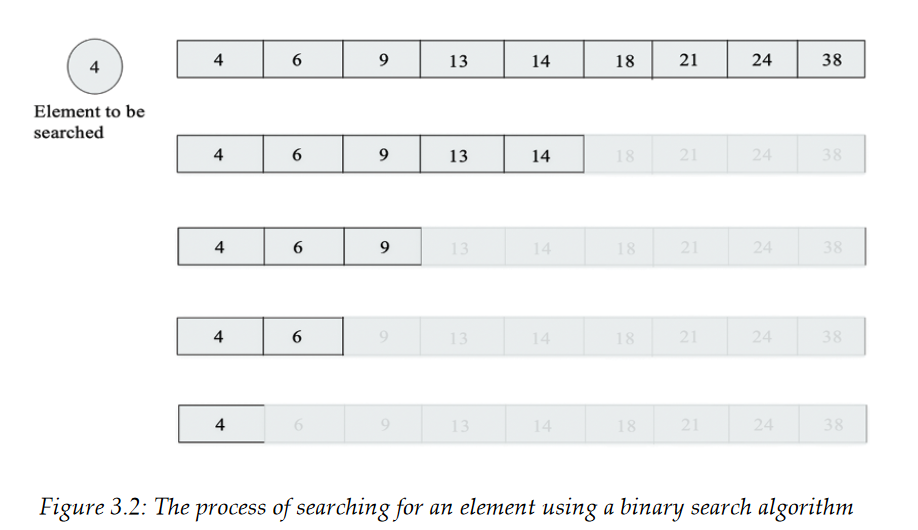 4 4 6 9 13 14 18 21 24 38
Element to be
searched
4 6 9 13 14 18 21 24 38
4 6 9 13 14 18 21 24 38
4 6 9 13 14 18 21 24 38
4 6 9 13 14 18 21 24 38
Figure 3.2: The process of searching for an element using a binary search algorithm